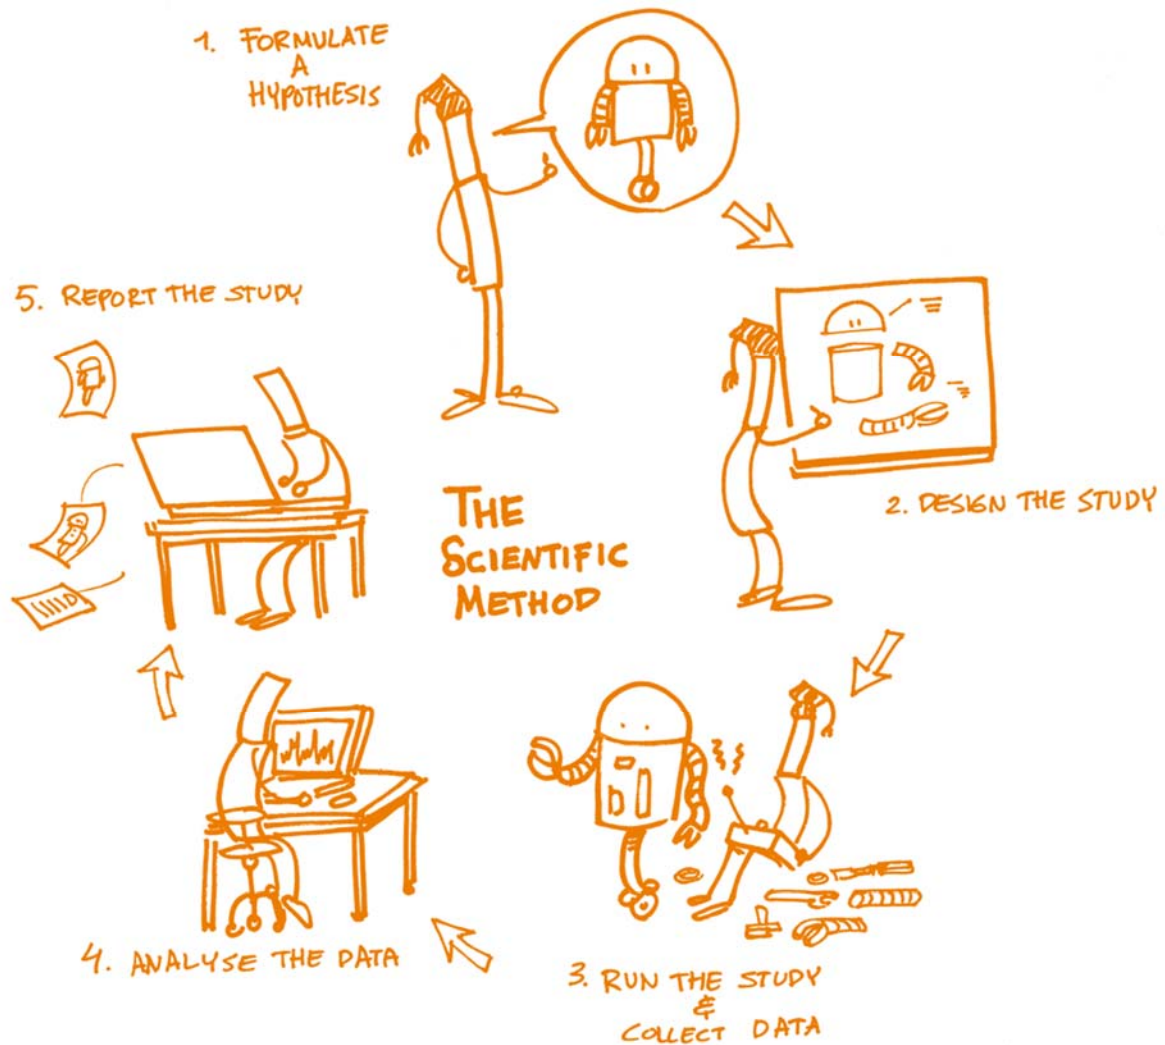 1. FORMULATE
A
HYPOTHESIS
2. DESIGN THE STUDY
3. RUN THE STUDY
&
COLLECT DATA
4. ANALYSE THE DATA
5. REPORT THE STUDY
THE
SCIENTIFIC
METHOD